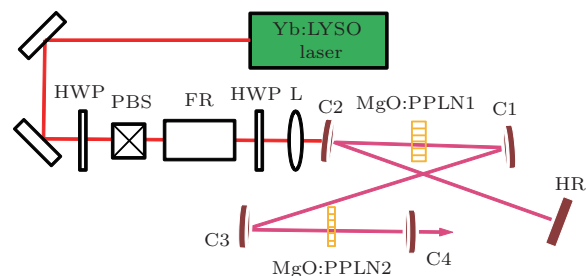 Yb:LYSO
laser
HWP
PBS
FR
HWP
L
C2
MgO:PPLN1
C1
HR
C3
MgO:PPLN2
C4